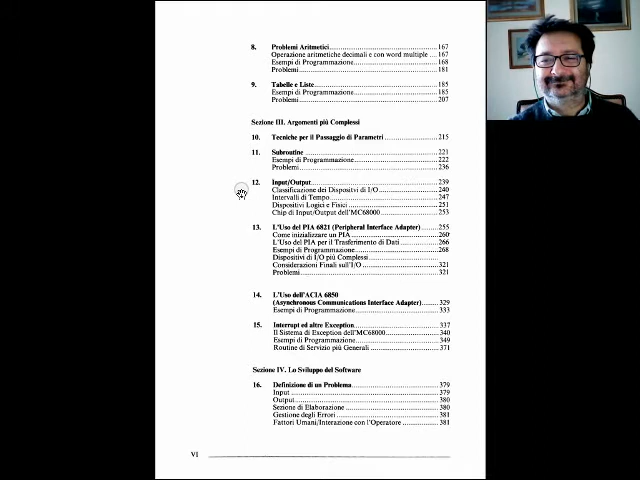 8. Problemi Aritmetici 167
Operazione aritmetiche decimali e con word multiple ... 167
Esempi di Programmazione 168
Problemi 181
9. Tabelle e Liste 185
Esempi di Programmazione 185
Problemi 207
Sezione III. Argomenti più Complessi
10. Tecniche per il Passaggio di Parametri 215
11. Subroutine 221
Esempi di Programmazione 222
Problemi 236
12. Input/Output 239
Classificazione dei Dispositvi di I/O 240
Intervalli di Tempo 247
Dispositivi Logici e Fisici 251
Chip di Input/Output dell'MC68000 253
13. L'Uso del PIA 6821 (Peripheral Interface Adapter) 255
Come inizializzare un PIA 260
L'Uso del PIA per il Trasferimento di Dati 266
Esempi di Programmazione 268
Dispositivi di I/O più Complessi
Considerazioni Finali sull'I/O 321
Problemi 321
14. L'Uso dell'ACIA 6850
(Asynchronous Communications Interface Adapter) 329
Esempi di Programmazione 333
15. Interrupt ed altre Exception 337
Il Sistema di Exception dell'MC68000 340
Esempi di Programmazione 349
Routine di Servizio più Generali 371
Sezione IV. Lo Sviluppo del Software
16. Definizione di un Problema 379
Input 379
Output 380
Sezione di Elaborazione 380
Gestione degli Errori 381
Fattori Umani/Interazione con l'Operatore 381
VI